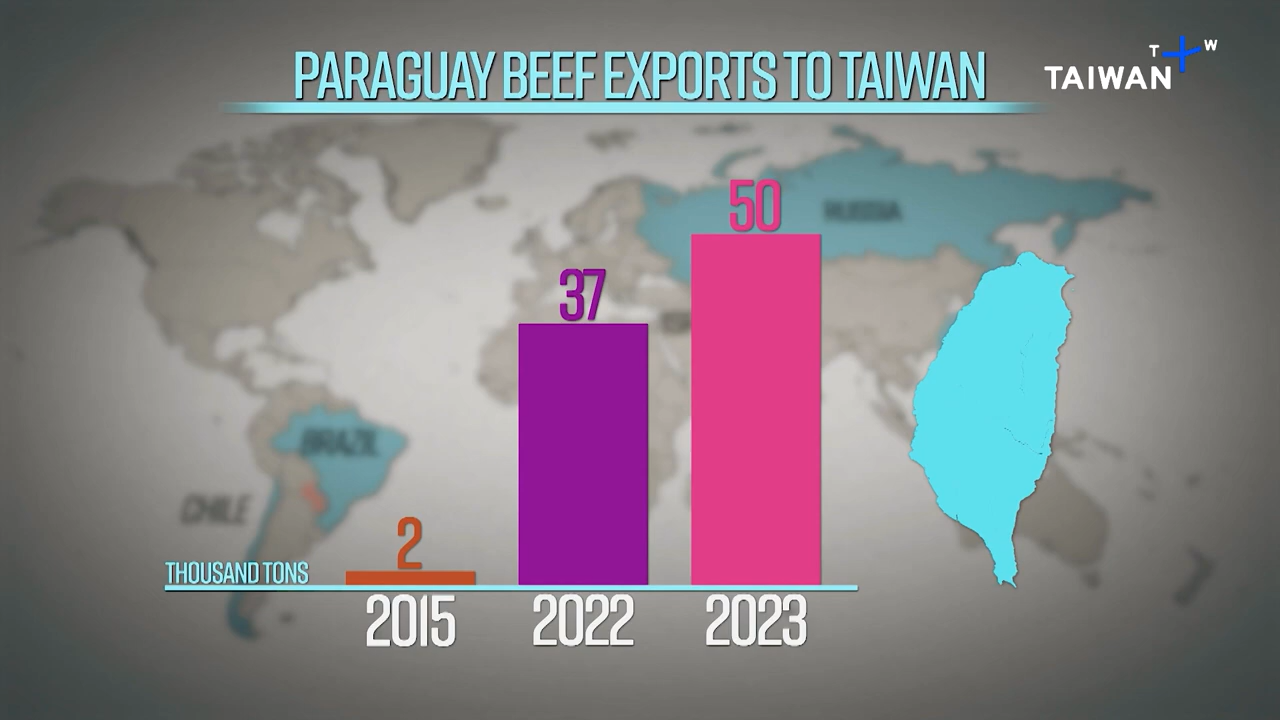 PARAGUAY BEEF EXPORTS TO TAIWAN
T W
TAIWAN
50
RUSSIA
37
BRAZIL
CHILE
2
THOUSAND TONS
2015 2022 2023